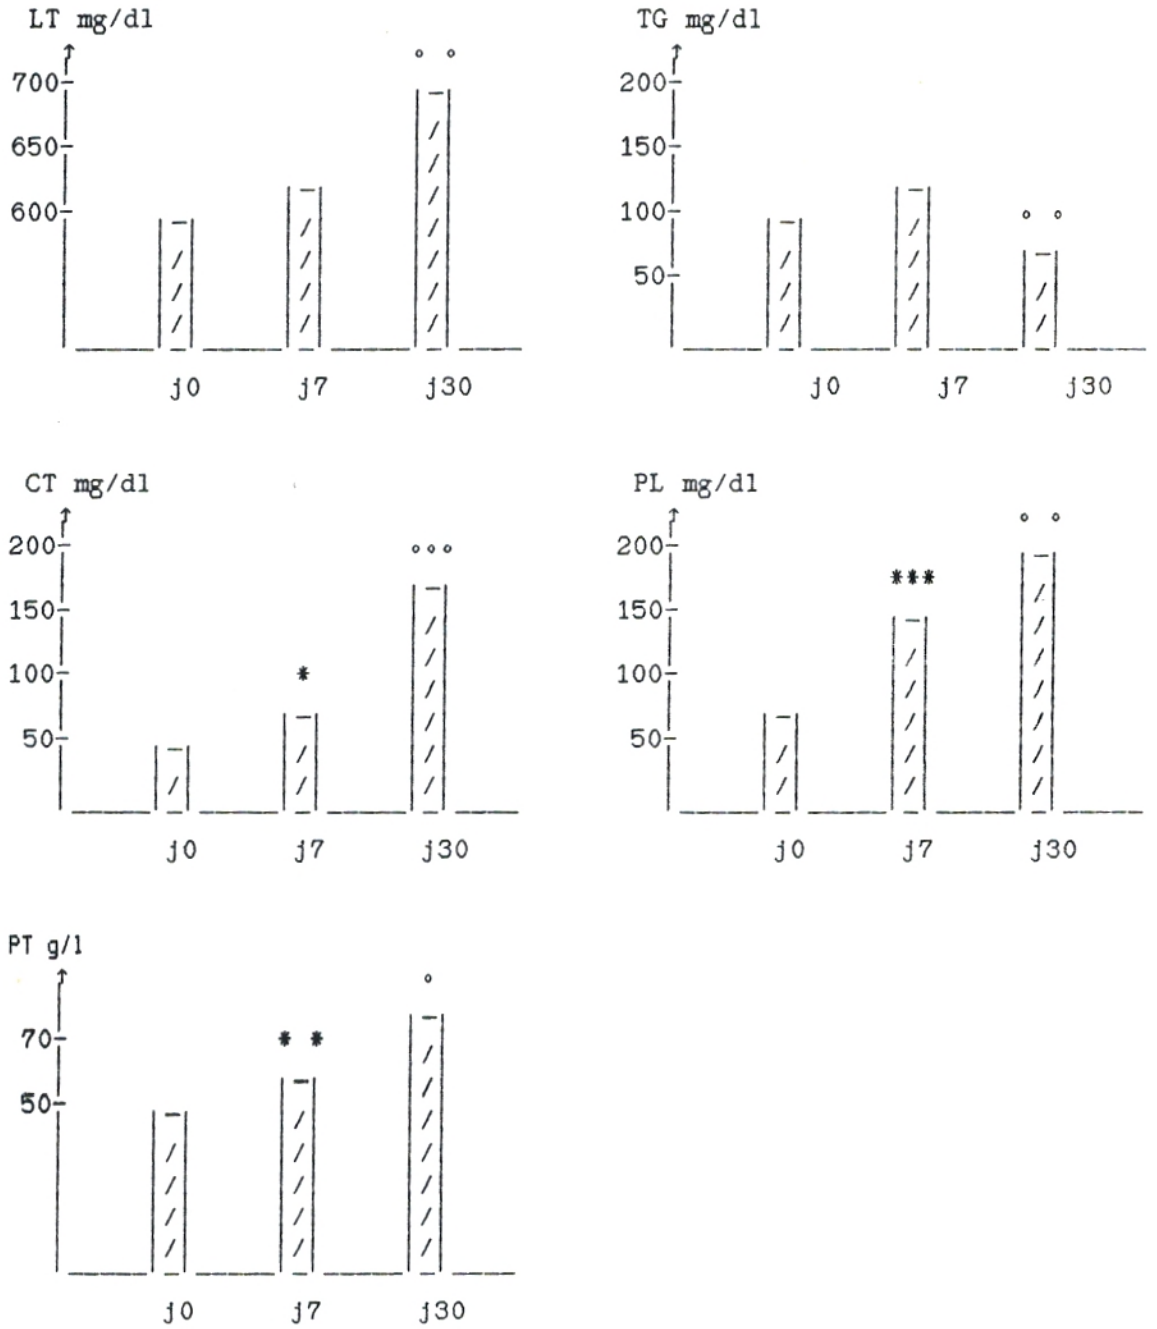 LT mg/dl
° °
700-
650-
600-
j0 j7 j30
TG mg/dl
200-
150-
100-
° °
50-
j0 j7 j30
CT mg/dl
200-
°°°
150-
100-
*
50-
j0 j7 j30
PL mg/dl
° °
200-
***
150-
100-
50-
j0 j7 j30
PT g/l
°
70-
* *
50-
j0 j7 j30